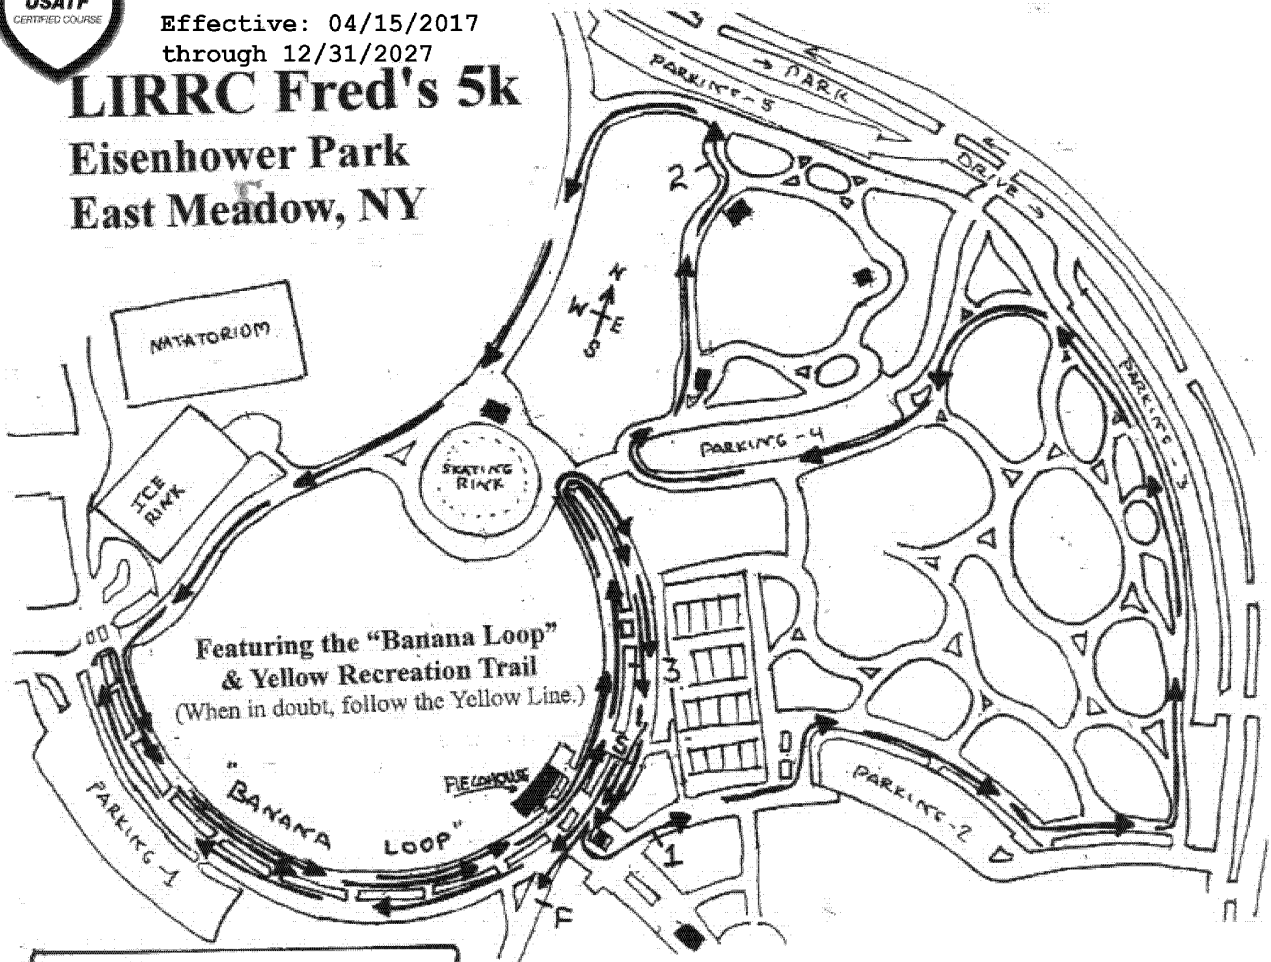 USATF
CERTIFIED COURSE
Effective: 04/15/2017
through 12/31/2027
LIRRC Fred's 5k
Eisenhower Park
East Meadow, NY
PARKING-5
→ PARK
DRIVE →
2
N
W E
S
NATATORIUM
PARKING-3
PARKING-4
SKATING
RINK
ICE
RINK
Featuring the “Banana Loop”
& Yellow Recreation Trail
(When in doubt, follow the Yellow Line.)
3
S
FIELDHOUSE
"BANANA
LOOP"
PARKING-2
PARKING-1
1
F